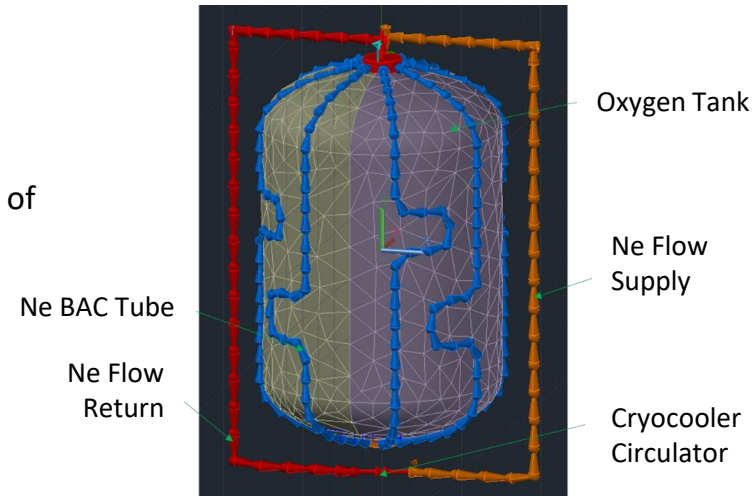 Oxygen Tank
of
Ne Flow
Supply
Ne BAC Tube
Ne Flow
Return
Cryocooler
Circulator